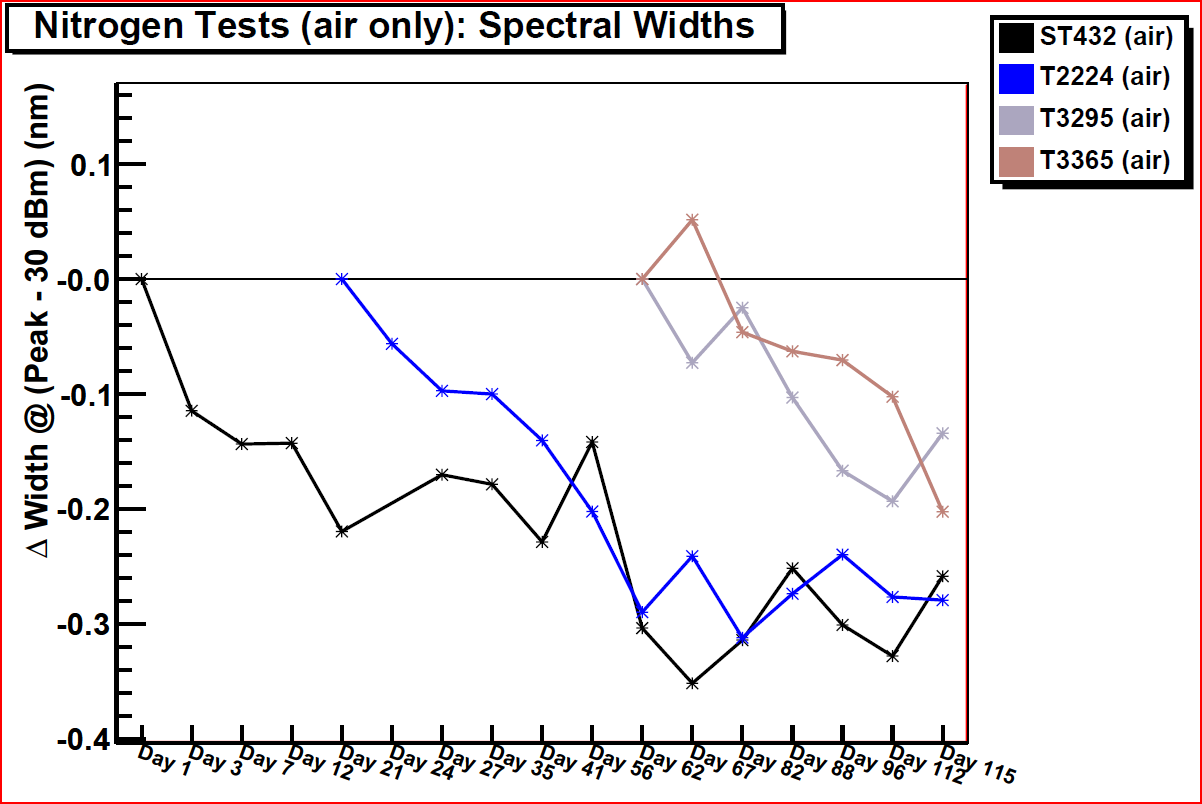 Nitrogen Tests (air only): Spectral Widths
ST432 (air)
T2224 (air)
T3295 (air)
T3365 (air)
Δ Width @ (Peak - 30 dBm) (nm)
0.1
-0.0
-0.1
-0.2
-0.3
-0.4
Day 1
Day 3
Day 7
Day 12
Day 21
Day 24
Day 27
Day 35
Day 41
Day 56
Day 62
Day 67
Day 82
Day 88
Day 96
Day 112
Day 115